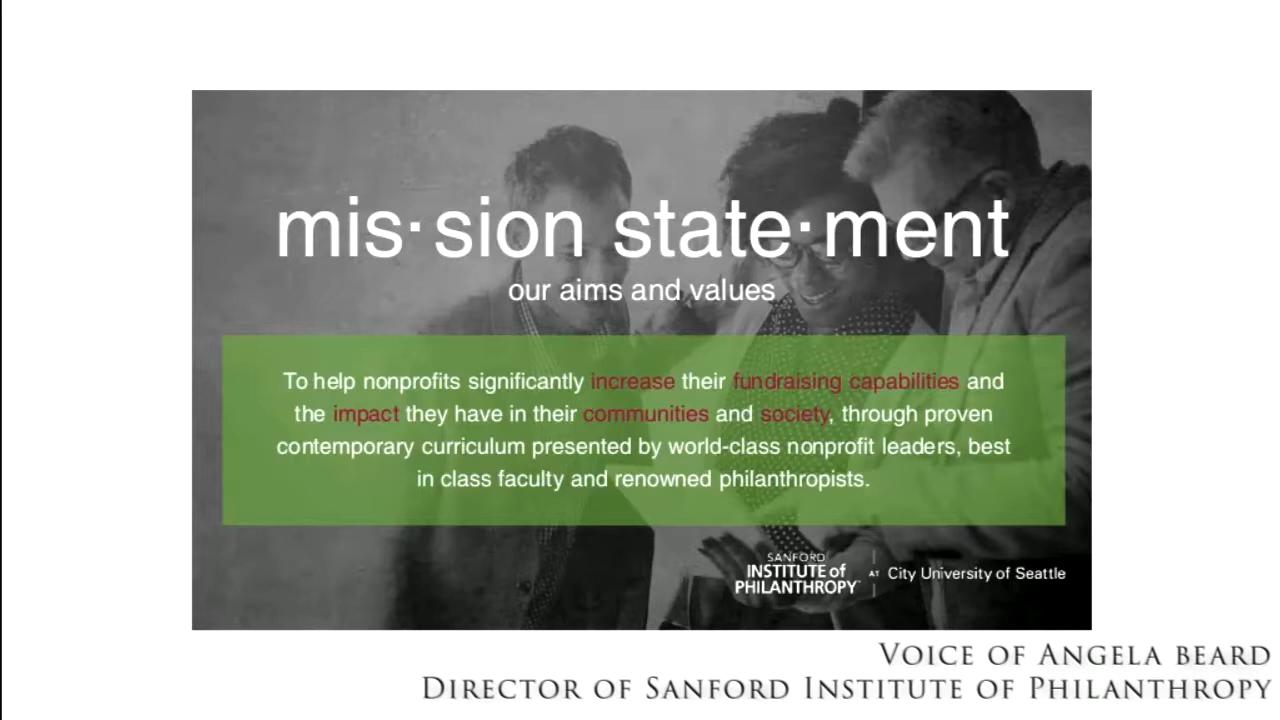 mis·sion state·ment
our aims and values
To help nonprofits significantly increase their fundraising capabilities and
the impact they have in their communities and society, through proven
contemporary curriculum presented by world-class nonprofit leaders, best
in class faculty and renowned philanthropists.
SANFORD
INSTITUTE of
PHILANTHROPY
AT City University of Seattle
VOICE OF ANGELA BEARD
DIRECTOR OF SANFORD INSTITUTE OF PHILANTHROPY